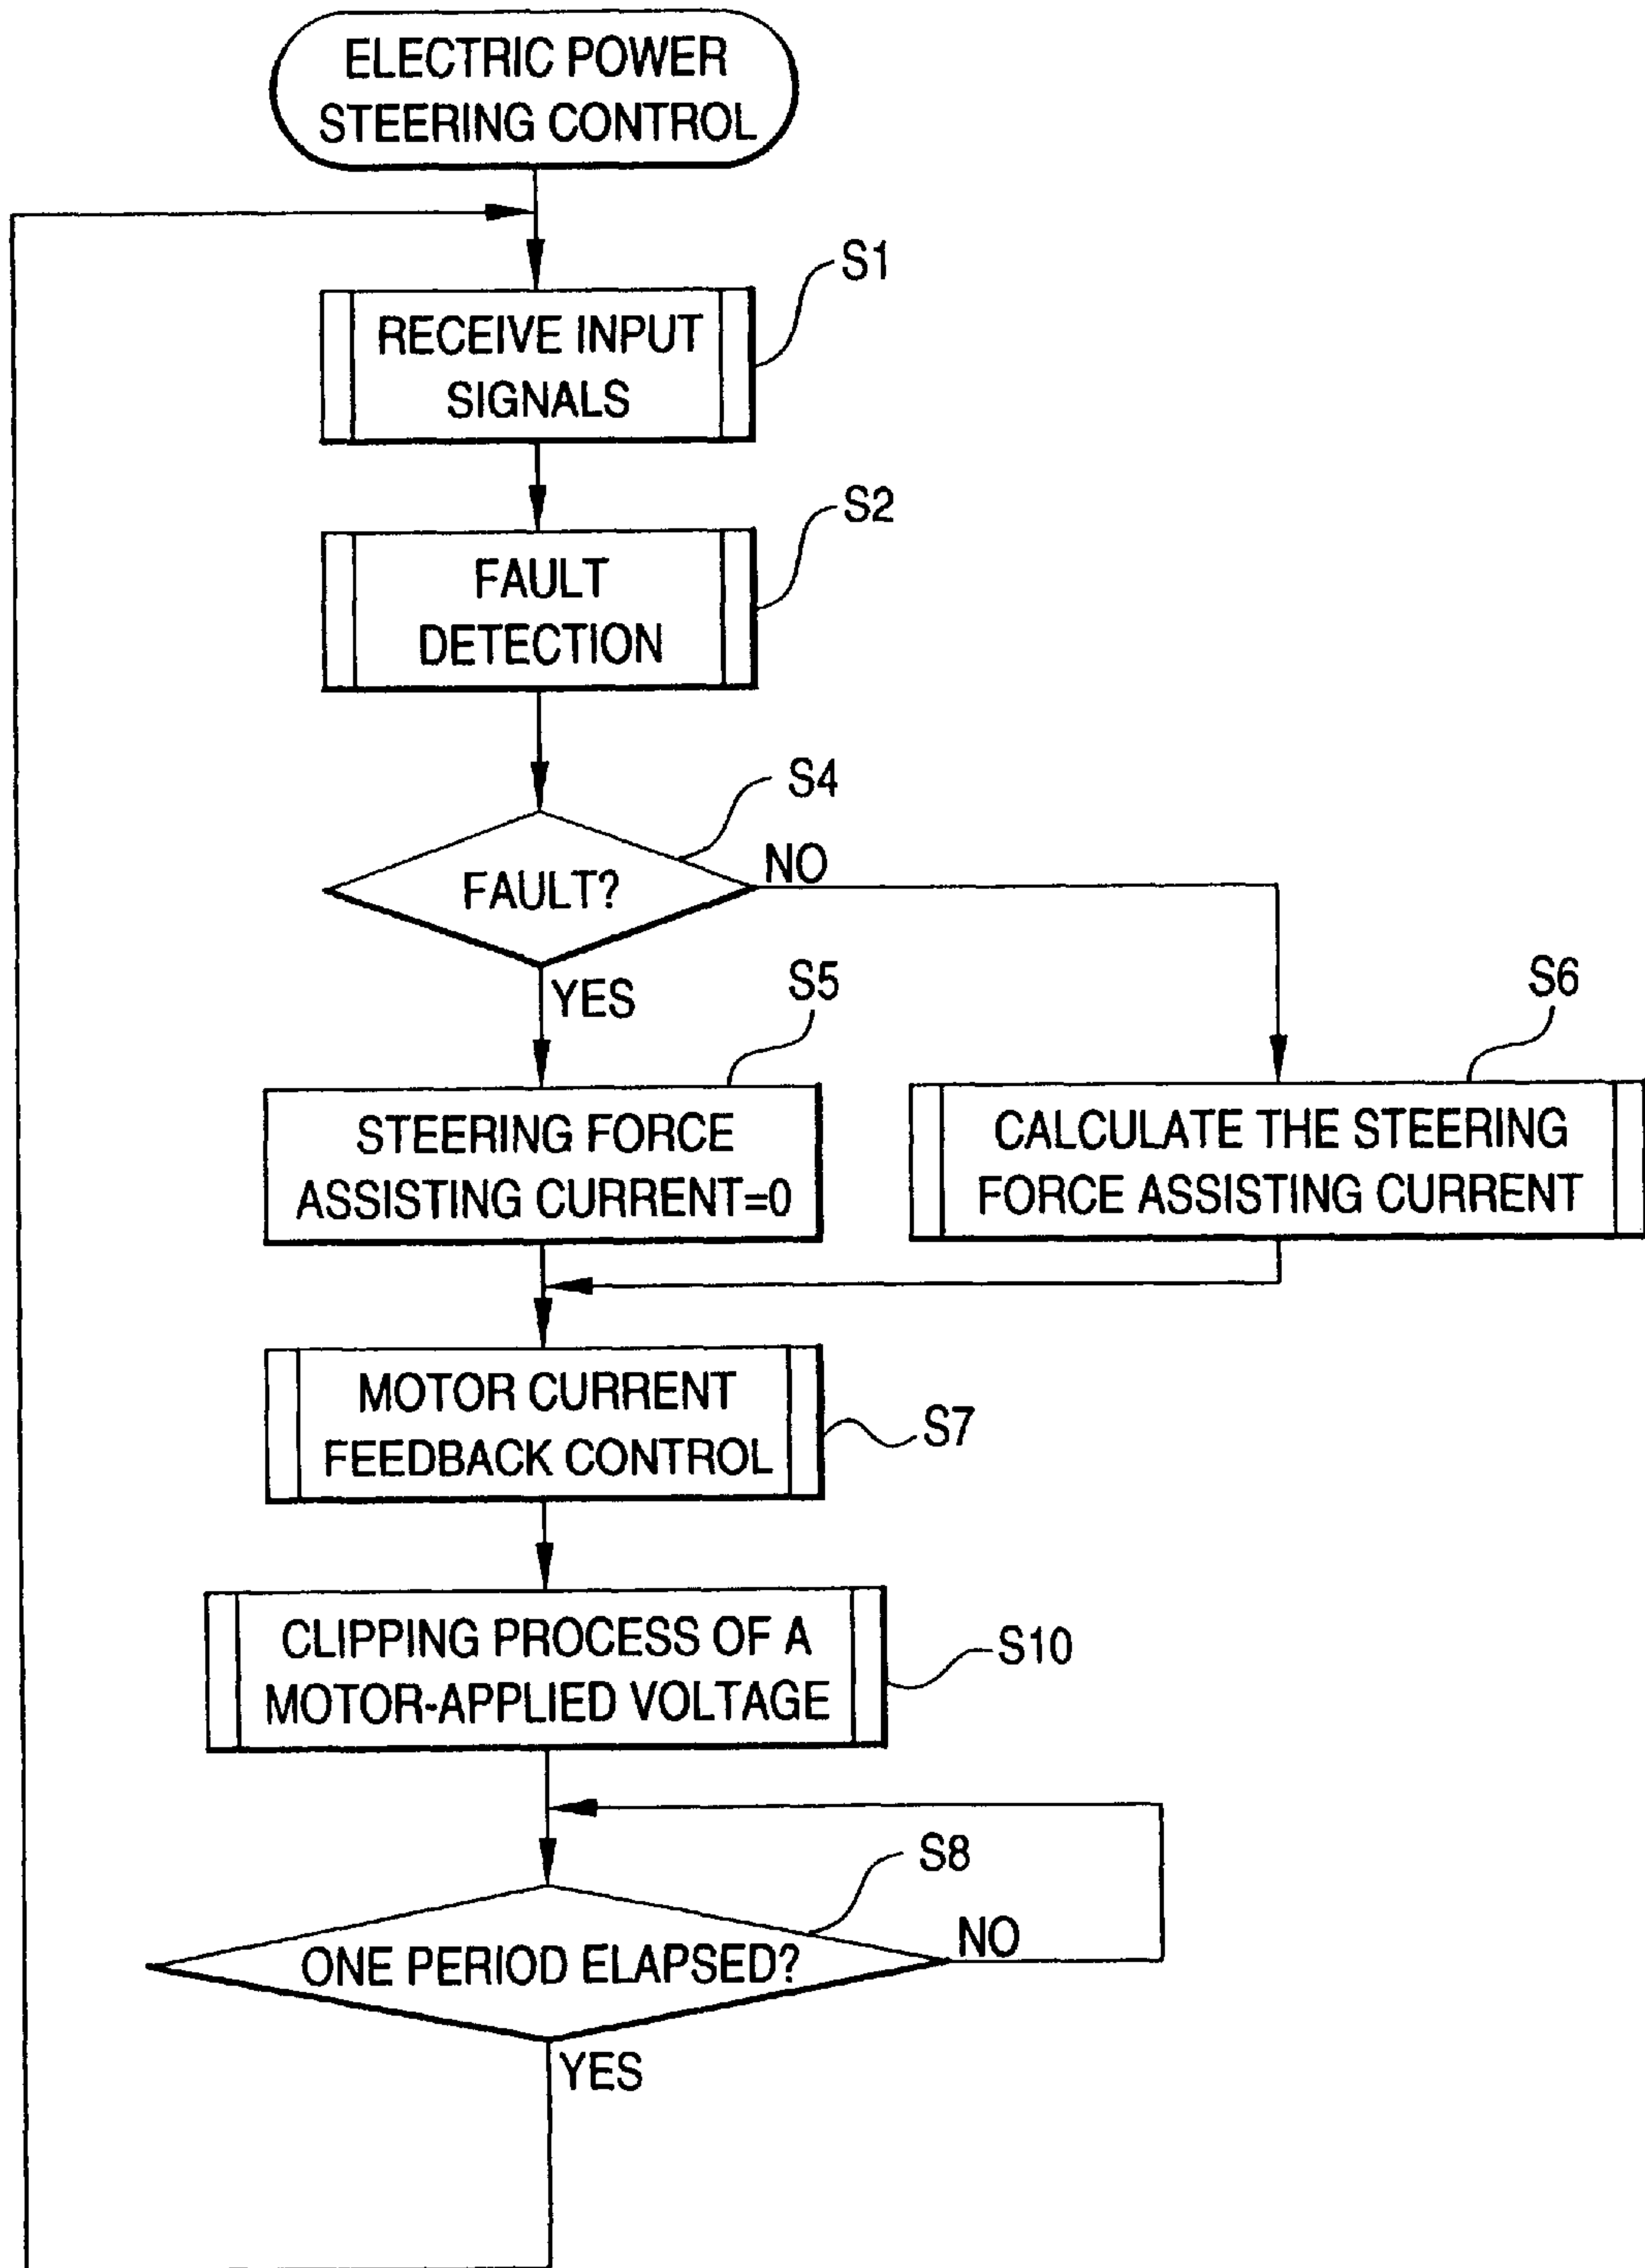 ELECTRIC POWER
STEERING CONTROL
S1
RECEIVE INPUT
SIGNALS
S2
FAULT
DETECTION
S4
FAULT?
NO
YES
S5
STEERING FORCE
ASSISTING CURRENT=0
S6
CALCULATE THE STEERING
FORCE ASSISTING CURRENT
MOTOR CURRENT
FEEDBACK CONTROL
S7
CLIPPING PROCESS OF A
MOTOR-APPLIED VOLTAGE
S10
S8
ONE PERIOD ELAPSED?
NO
YES